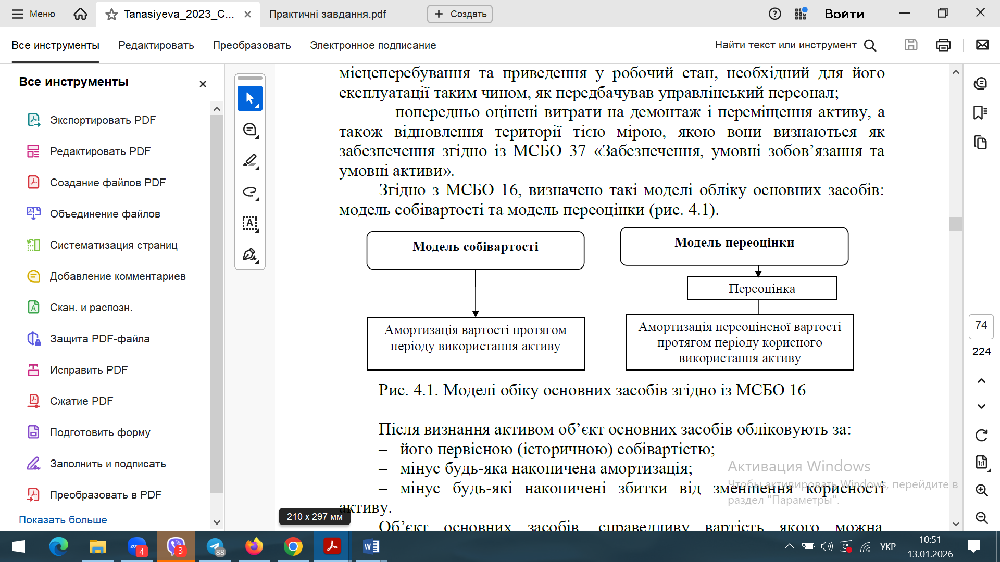 Меню
Tanasiyeva_2023_C...
Практичні завдання.pdf
Создать
Войти
Все инструменты
Редактировать
Преобразовать
Электронное подписание
Найти текст или инструмент
Все инструменты
Экспортировать PDF
Редактировать PDF
Создание файлов PDF
Объединение файлов
Систематизация страниц
Добавление комментариев
Скан. и распозн.
Защита PDF-файла
Исправить PDF
Сжатие PDF
Подготовить форму
Заполнить и подписать
Преобразовать в PDF
Показать больше
місцеперебування та приведення у робочий стан, необхідний для його
експлуатації таким чином, як передбачував управлінський персонал;
– попередньо оцінені витрати на демонтаж і переміщення активу, а
також відновлення території тією мірою, якою вони визнаються як
забезпечення згідно із МСБО 37 «Забезпечення, умовні зобов’язання та
умовні активи».
Згідно з МСБО 16, визначено такі моделі обліку основних засобів:
модель собівартості та модель переоцінки (рис. 4.1).
Модель собівартості
Амортизація вартості протягом
періоду використання активу
Модель переоцінки
Переоцінка
Амортизація переоціненої вартості
протягом періоду корисного
використання активу
Рис. 4.1. Моделі обіку основних засобів згідно із МСБО 16
Після визнання активом об’єкт основних засобів обліковують за:
– його первісною (історичною) собівартістю;
– мінус будь-яка накопичена амортизація;
– мінус будь-які накопичені збитки від зменшення корисності
активу.
Об’єкт основних засобів, справедливу вартість якого можна
210 x 297 мм
Активация Windows
Чтобы активировать Windows, перейдите в
раздел "Параметры".
74
224
1:1
zoom
4
3
88
УКР
10:51
13.01.2026